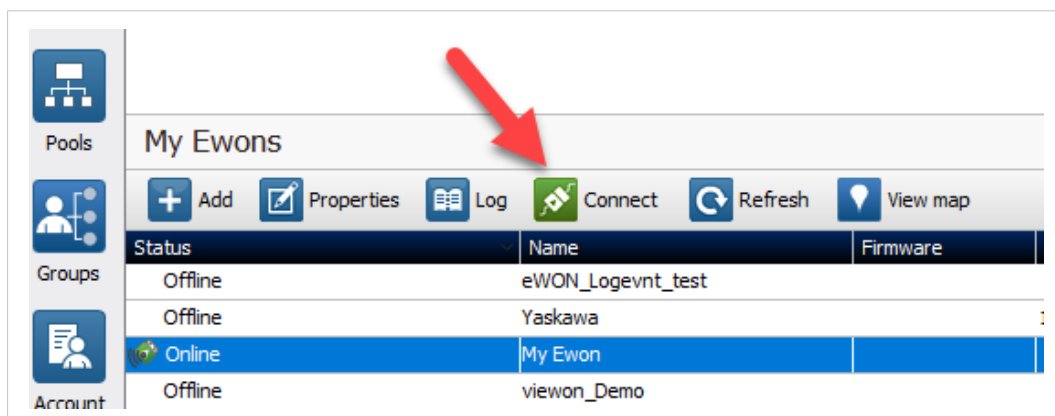 Pools
Groups
Account
My Ewons
Add Properties Log Connect Refresh View map
Status Name Firmware
Offline eWON_Logevnt_test
Offline Yaskawa 1
Online My Ewon
Offline viewon_Demo